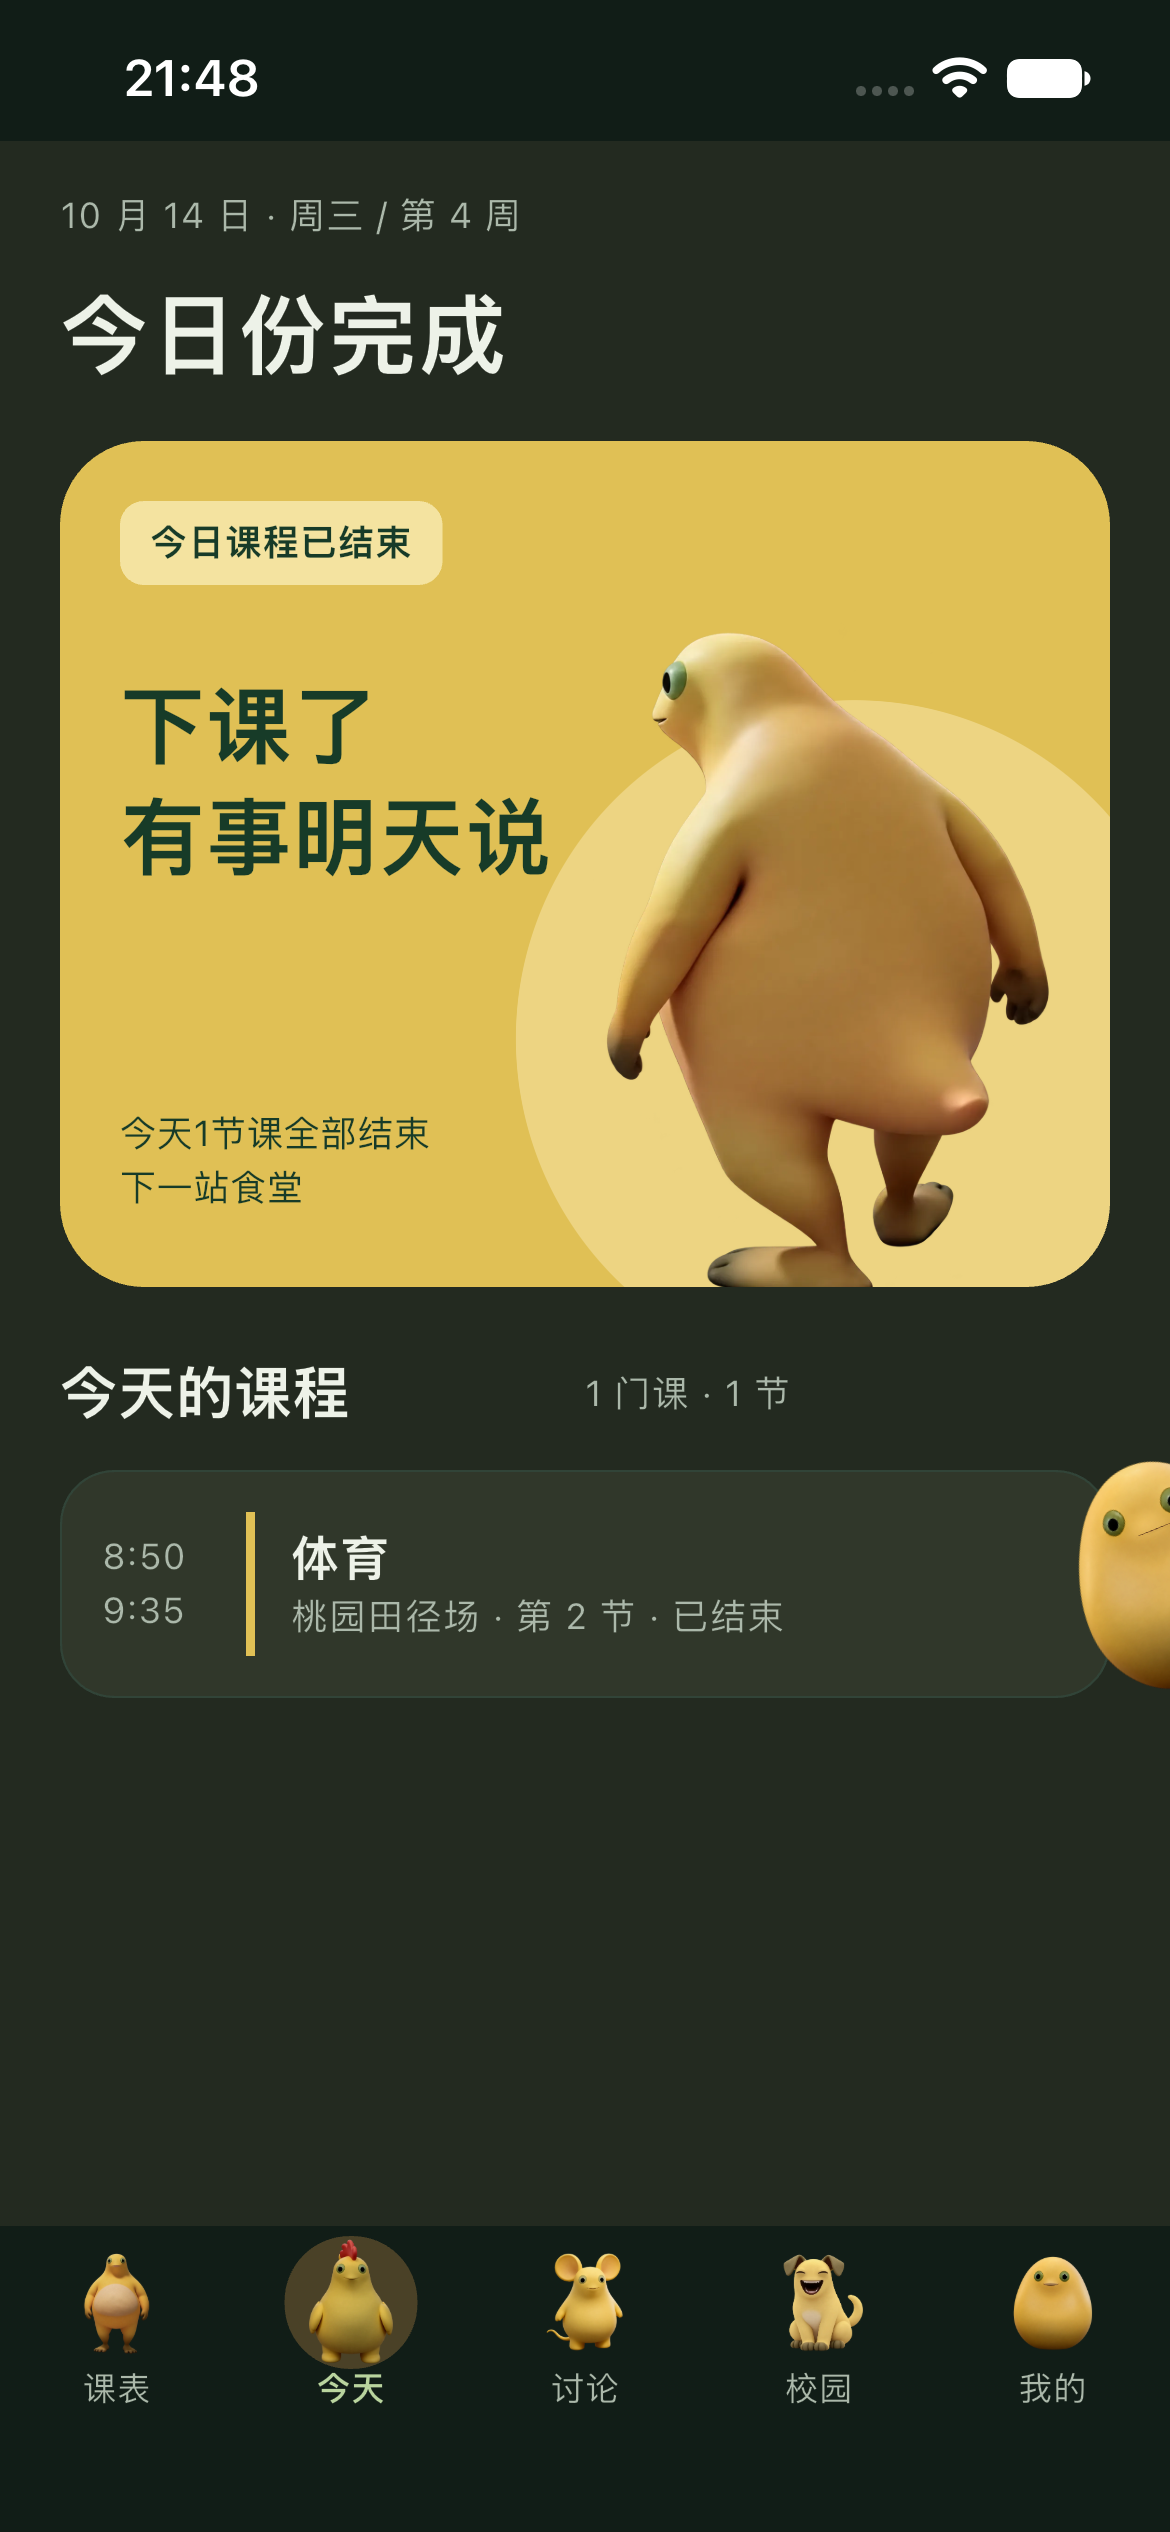 21:48
10 月 14 日 · 周三 / 第 4 周
今日份完成
今日课程已结束
下课了
有事明天说
今天1节课全部结束
下一站食堂
今天的课程
1 门课 · 1 节
8:50
9:35
体育
桃园田径场 · 第 2 节 · 已结束
课表
今天
讨论
校园
我的